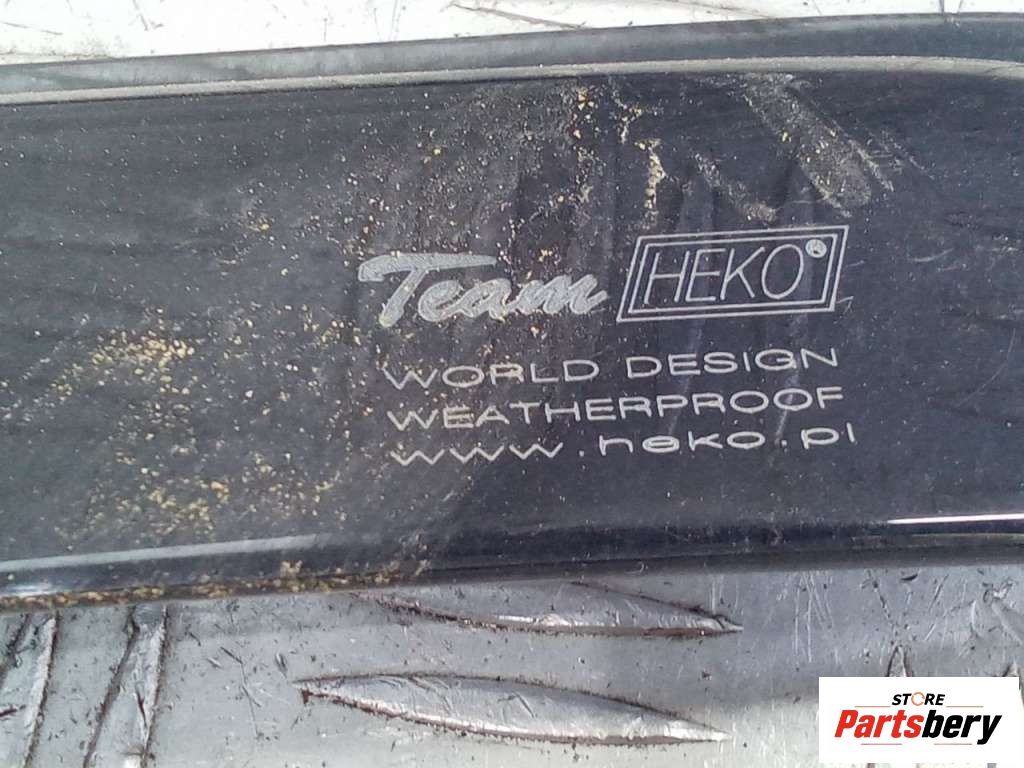 Team HEKO®
WORLD DESIGN
WEATHERPROOF
www.heko.pl
STORE
Partsbery